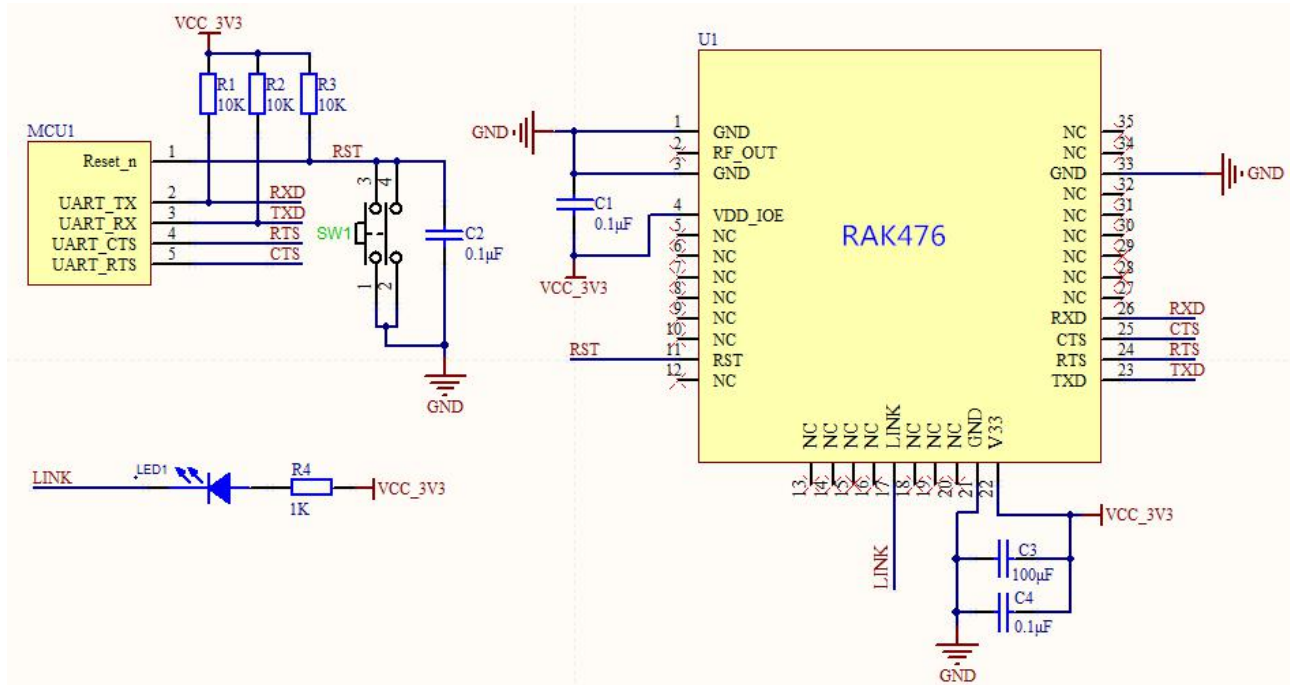 VCC_3V3
R1
10K
R2
10K
R3
10K
MCU1
Reset_n
1
RST
UART_TX
2
RXD
UART_RX
3
TXD
UART_CTS
4
RTS
UART_RTS
5
CTS
3
4
SW1
1
2
C2
0.1µF
GND
LINK
LED1
R4
1K
VCC_3V3
U1
RAK476
GND
1
GND
2
RF_OUT
3
GND
C1
0.1µF
4
VDD_IOE
VCC_3V3
5
NC
6
NC
7
NC
8
NC
9
NC
10
NC
RST
11
RST
12
NC
NC
35
NC
34
GND
33
GND
NC
32
NC
31
NC
30
NC
29
NC
28
NC
27
RXD
26
RXD
CTS
25
CTS
RTS
24
RTS
TXD
23
TXD
NC
NC
NC
NC
LINK
NC
NC
NC
GND
V33
13
14
15
16
17
18
19
20
21
22
LINK
VCC_3V3
C3
100µF
C4
0.1µF
GND